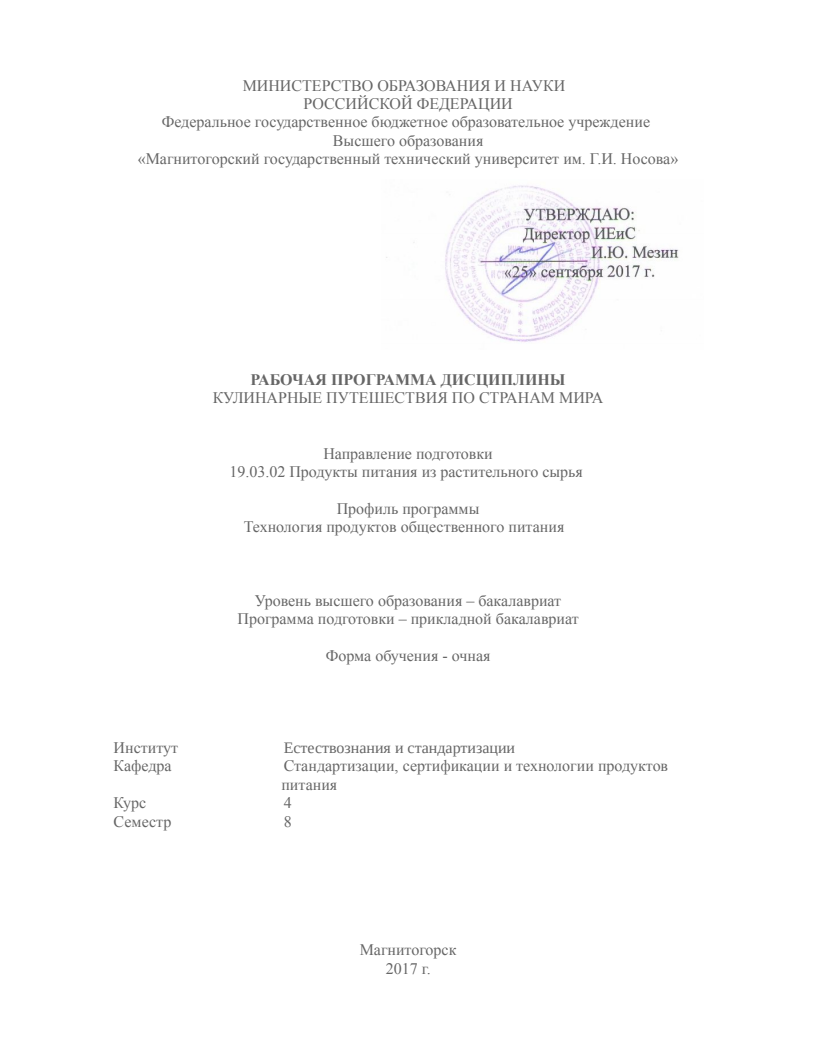 МИНИСТЕРСТВО ОБРАЗОВАНИЯ И НАУКИ
РОССИЙСКОЙ ФЕДЕРАЦИИ
Федеральное государственное бюджетное образовательное учреждение
Высшего образования
«Магнитогорский государственный технический университет им. Г.И. Носова»
УТВЕРЖДАЮ:
Директор ИЕиС
И.Ю. Мезин
«25» сентября 2017 г.
РАБОЧАЯ ПРОГРАММА ДИСЦИПЛИНЫ
КУЛИНАРНЫЕ ПУТЕШЕСТВИЯ ПО СТРАНАМ МИРА
Направление подготовки
19.03.02 Продукты питания из растительного сырья
Профиль программы
Технология продуктов общественного питания
Уровень высшего образования – бакалавриат
Программа подготовки – прикладной бакалавриат
Форма обучения - очная
Институт Естествознания и стандартизации
Кафедра Стандартизации, сертификации и технологии продуктов
питания
Курс 4
Семестр 8
Магнитогорск
2017 г.